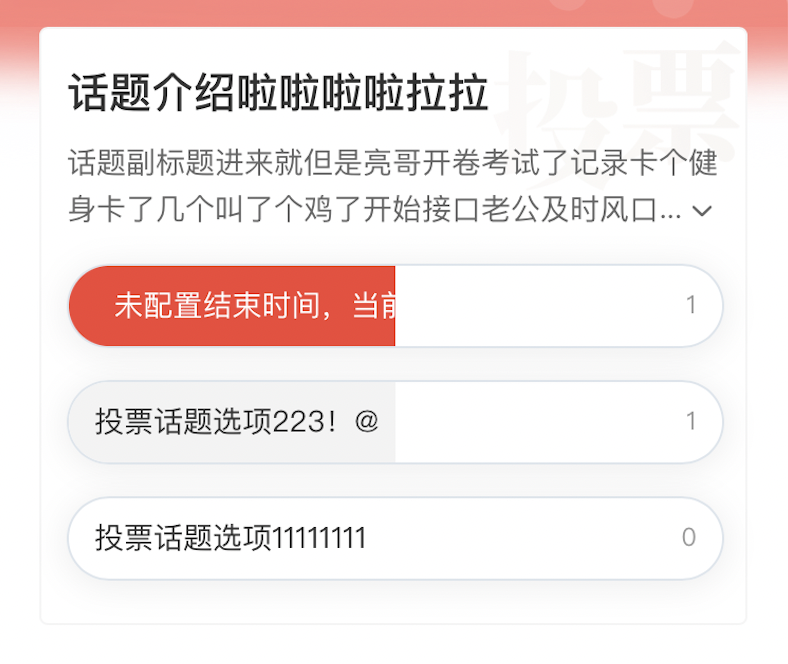 投票
话题介绍啦啦啦啦拉拉
话题副标题进来就但是亮哥开卷考试了记录卡个健
身卡了几个叫了个鸡了开始接口老公及时风口...
未配置结束时间，当前 1
投票话题选项223！@ 1
投票话题选项11111111 0